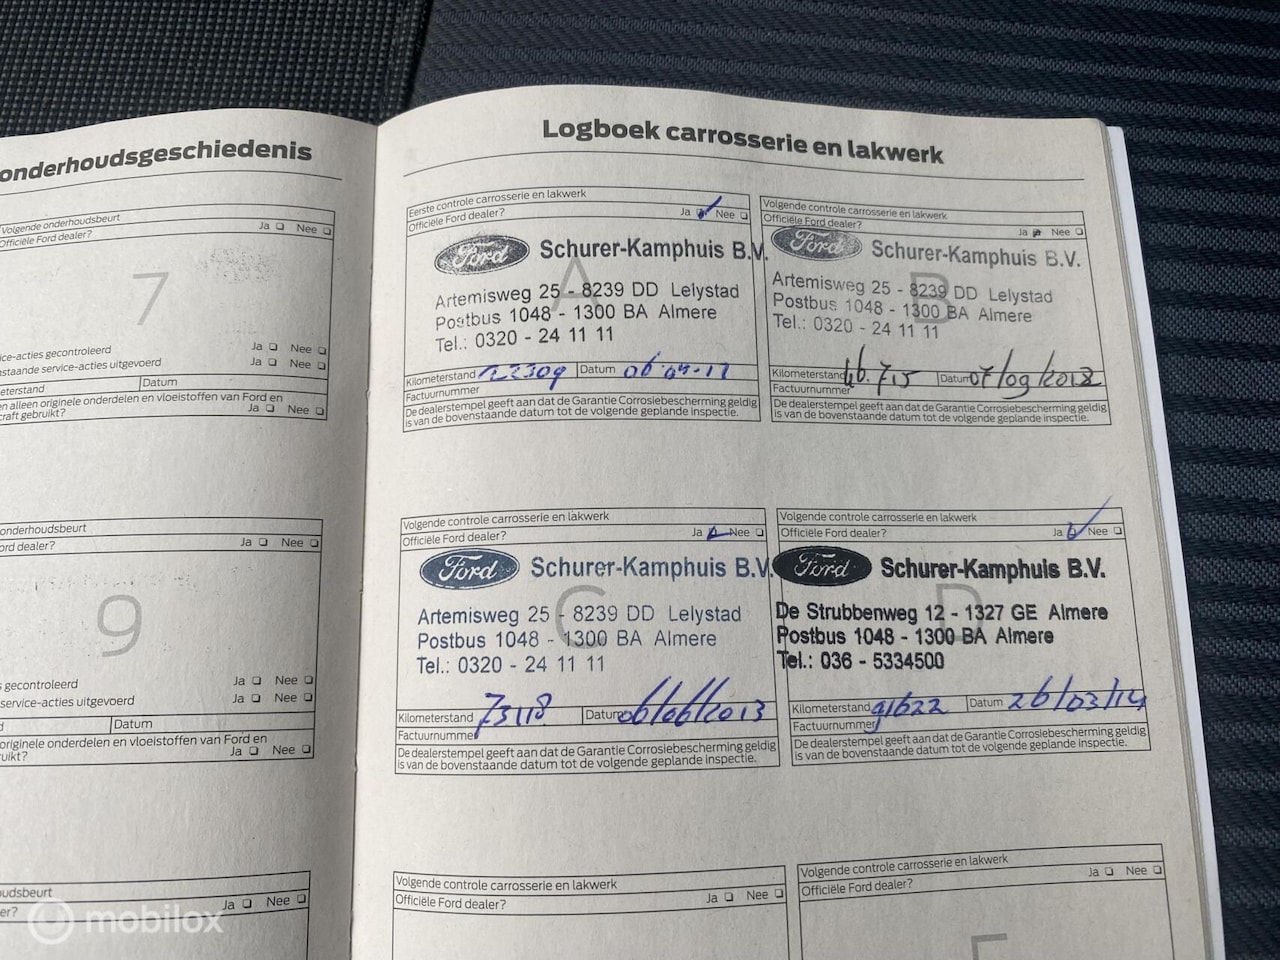 onderhoudsgeschiedenis
Volgende onderhoudsbeurt
Officiële Ford dealer?
Ja Nee
7
ice-acties gecontroleerd
Ja Nee
nstaande service-acties uitgevoerd
Ja Nee
meterstand
Datum
en alleen originele onderdelen en vloeistoffen van Ford en
craft gebruikt?
Ja Nee
onderhoudsbeurt
ord dealer?
Ja Nee
9
s gecontroleerd
Ja Nee
service-acties uitgevoerd
Ja Nee
d
Datum
originele onderdelen en vloeistoffen van Ford en
uikt?
Ja Nee
oudsbeurt
er?
Ja Nee
Logboek carrosserie en lakwerk
Eerste controle carrosserie en lakwerk
Officiële Ford dealer?
Ja Nee
A
Ford Schurer-Kamphuis B.V.
Artemisweg 25 - 8239 DD Lelystad
Postbus 1048 - 1300 BA Almere
Tel.: 0320 - 24 11 11
Kilometerstand 22309 Datum
Factuurnummer
De dealerstempel geeft aan dat de Garantie Corrosiebescherming geldig
is van de bovenstaande datum tot de volgende geplande inspectie.
Volgende controle carrosserie en lakwerk
Officiële Ford dealer?
Ja Nee
B
Ford Schurer-Kamphuis B.V.
Artemisweg 25 - 8239 DD Lelystad
Postbus 1048 - 1300 BA Almere
Tel.: 0320 - 24 11 11
Kilometerstand 46.715 Datum
Factuurnummer
De dealerstempel geeft aan dat de Garantie Corrosiebescherming geldig
is van de bovenstaande datum tot de volgende geplande inspectie.
Volgende controle carrosserie en lakwerk
Officiële Ford dealer?
Ja Nee
C
Ford Schurer-Kamphuis B.V.
Artemisweg 25 - 8239 DD Lelystad
Postbus 1048 - 1300 BA Almere
Tel.: 0320 - 24 11 11
Kilometerstand 73118 Datum 06/06/2013
Factuurnummer
De dealerstempel geeft aan dat de Garantie Corrosiebescherming geldig
is van de bovenstaande datum tot de volgende geplande inspectie.
Volgende controle carrosserie en lakwerk
Officiële Ford dealer?
Ja Nee
D
Ford Schurer-Kamphuis B.V.
De Strubbenweg 12 - 1327 GE Almere
Postbus 1048 - 1300 BA Almere
Tel.: 036 - 5334500
Kilometerstand 91622 Datum 26/03/14
Factuurnummer
De dealerstempel geeft aan dat de Garantie Corrosiebescherming geldig
is van de bovenstaande datum tot de volgende geplande inspectie.
Volgende controle carrosserie en lakwerk
Officiële Ford dealer?
Ja Nee
Volgende controle carrosserie en lakwerk
Officiële Ford dealer?
Ja Nee
mobilox